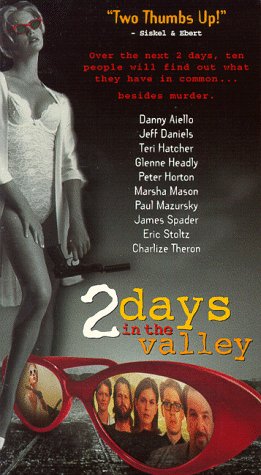 "Two Thumbs Up!"
- Siskel & Ebert
Over the next 2 days, ten
people will find out what
they have in common...
besides murder.
Danny Aiello
Jeff Daniels
Teri Hatcher
Glenne Headly
Peter Horton
Marsha Mason
Paul Mazursky
James Spader
Eric Stoltz
Charlize Theron
2 days
in the
valley